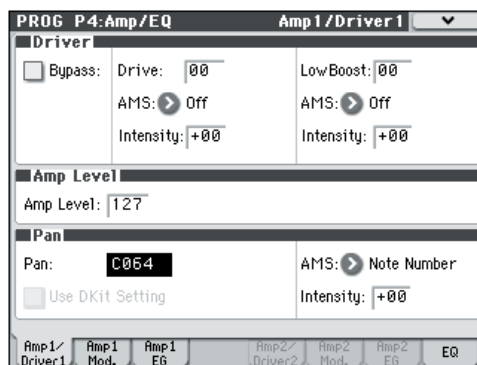 PROG P4:Amp/EQ Amp1/Driver1
Driver
Bypass: Drive: 00 Low Boost: 00
AMS: Off AMS: Off
Intensity: +00 Intensity: +00
Amp Level
Amp Level: 127
Pan
Pan: C064 AMS: Note Number
Use DKit Setting Intensity: +00
Amp1/ Amp1 Amp1 Amp2/ Amp2 Amp2 EQ
Driver1 Mod. EG Driver2 Mod. EG